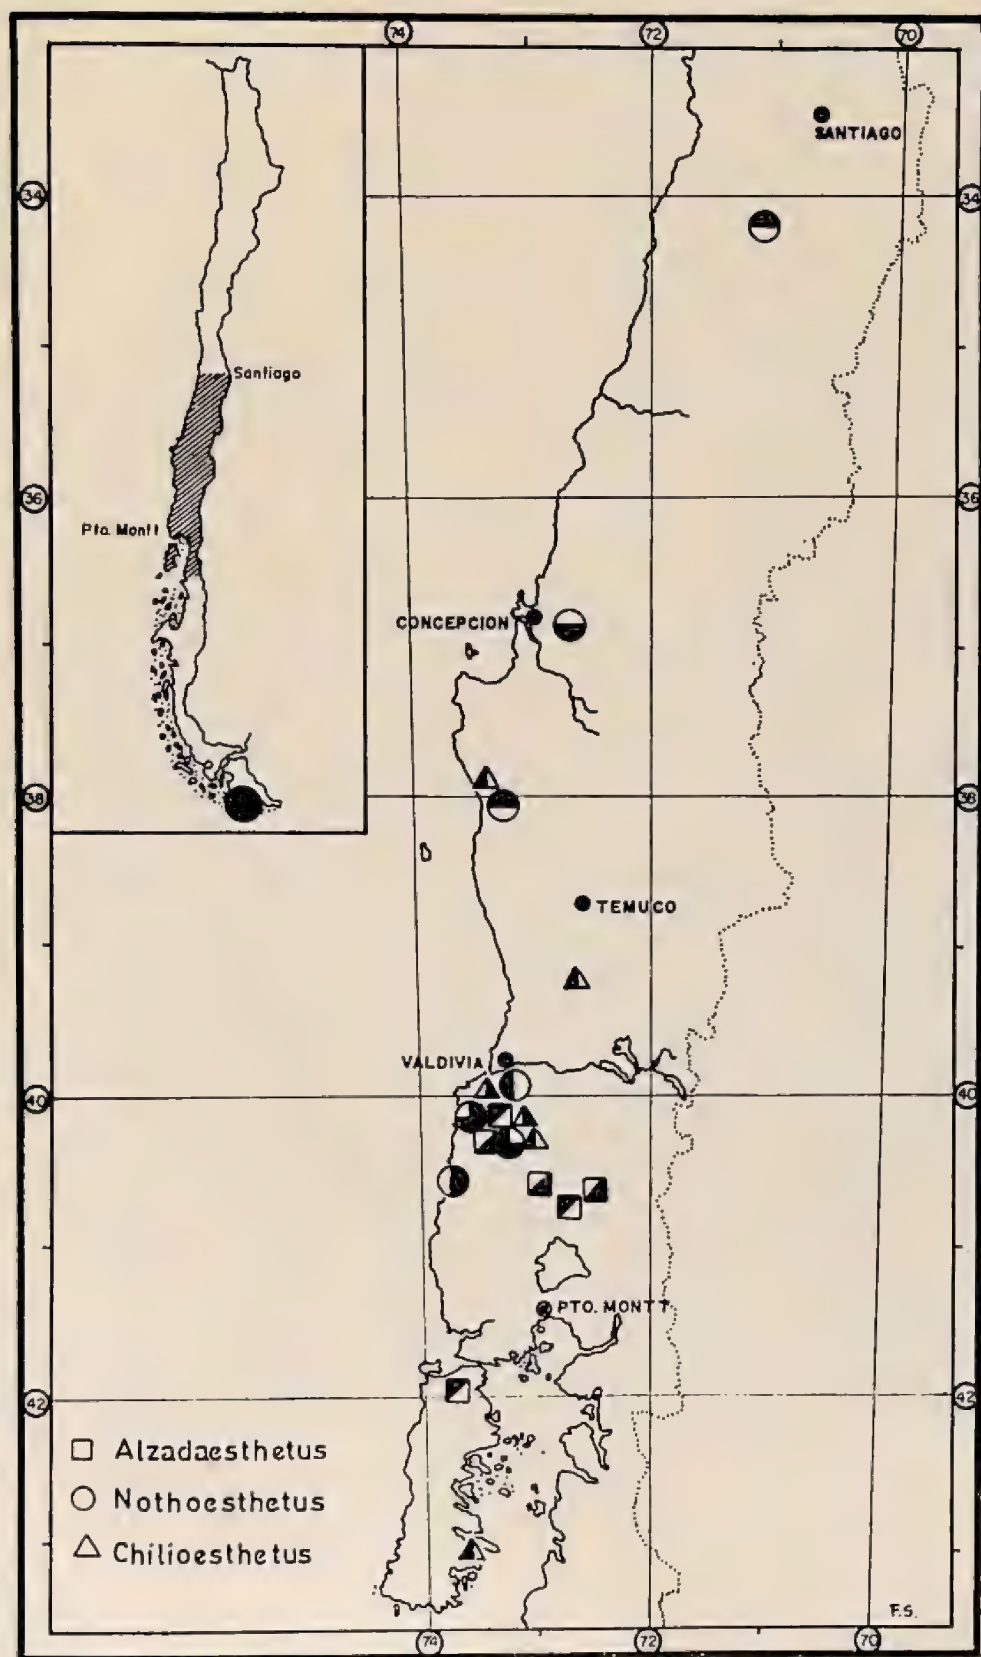 74 72 70
SANTIAGO
34 34
Santiago
36 36
Pto. Montt
CONCEPCION
38 38
TEMUCO
VALDIVIA
40 40
PTO. MONTT
42 42
Alzadaesthetus
Nothoesthetus
Chilioesthetus
F.S.
74 72 70